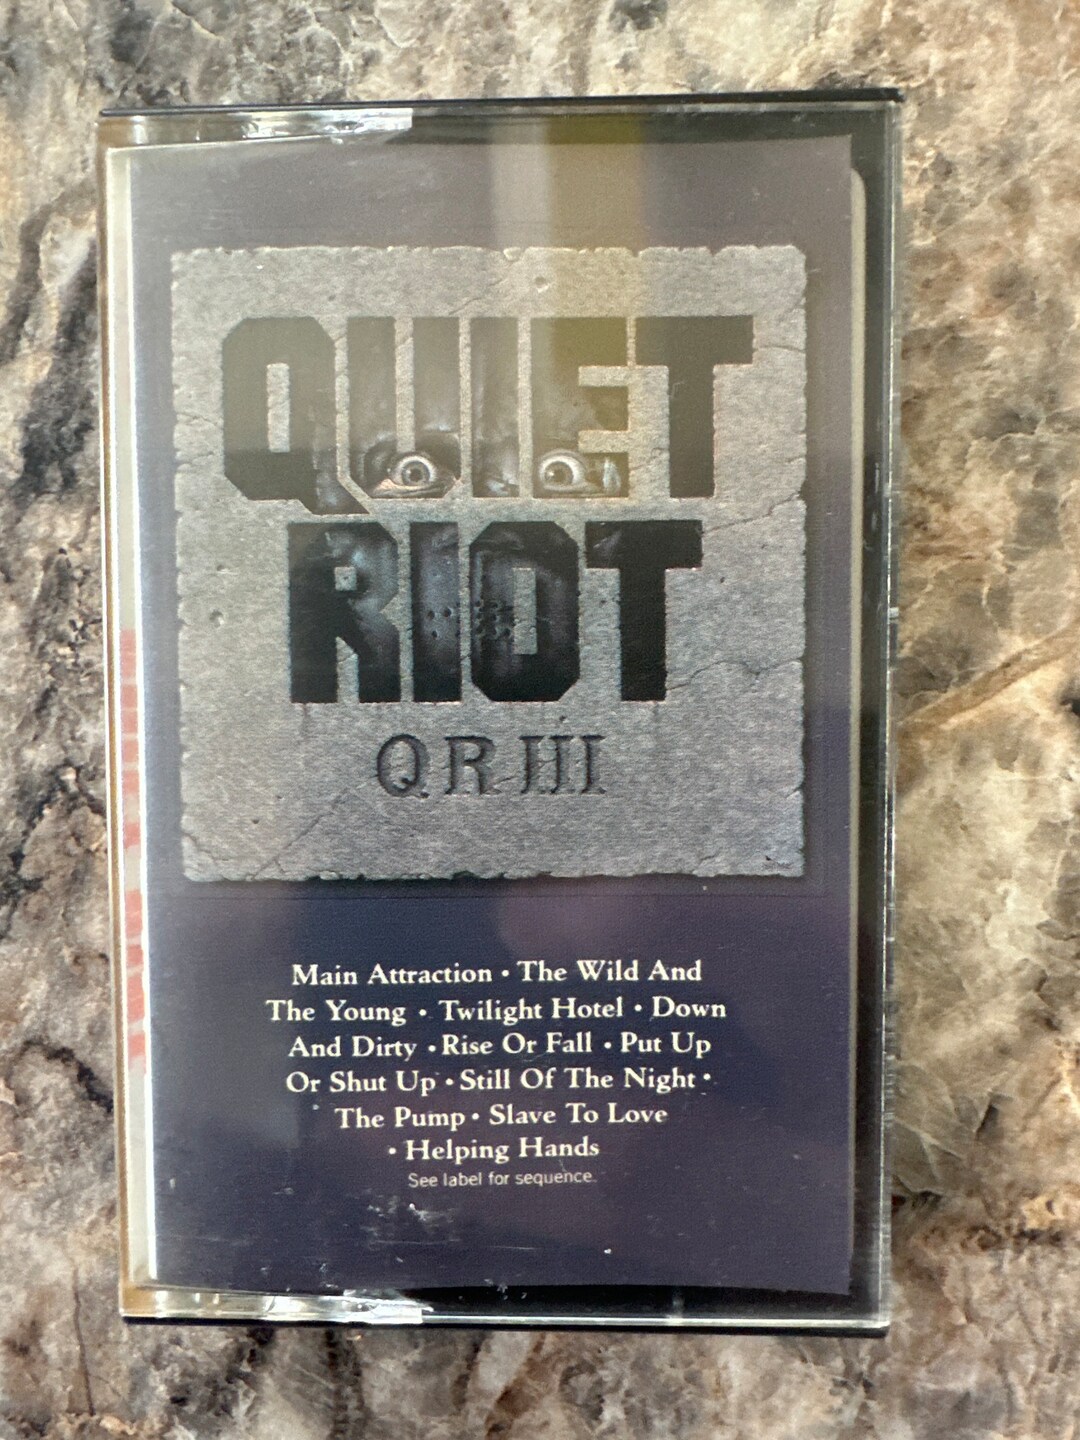 QUIET
RIOT
QR III
Main Attraction • The Wild And
The Young • Twilight Hotel • Down
And Dirty • Rise Or Fall • Put Up
Or Shut Up • Still Of The Night •
The Pump • Slave To Love
• Helping Hands
See label for sequence.